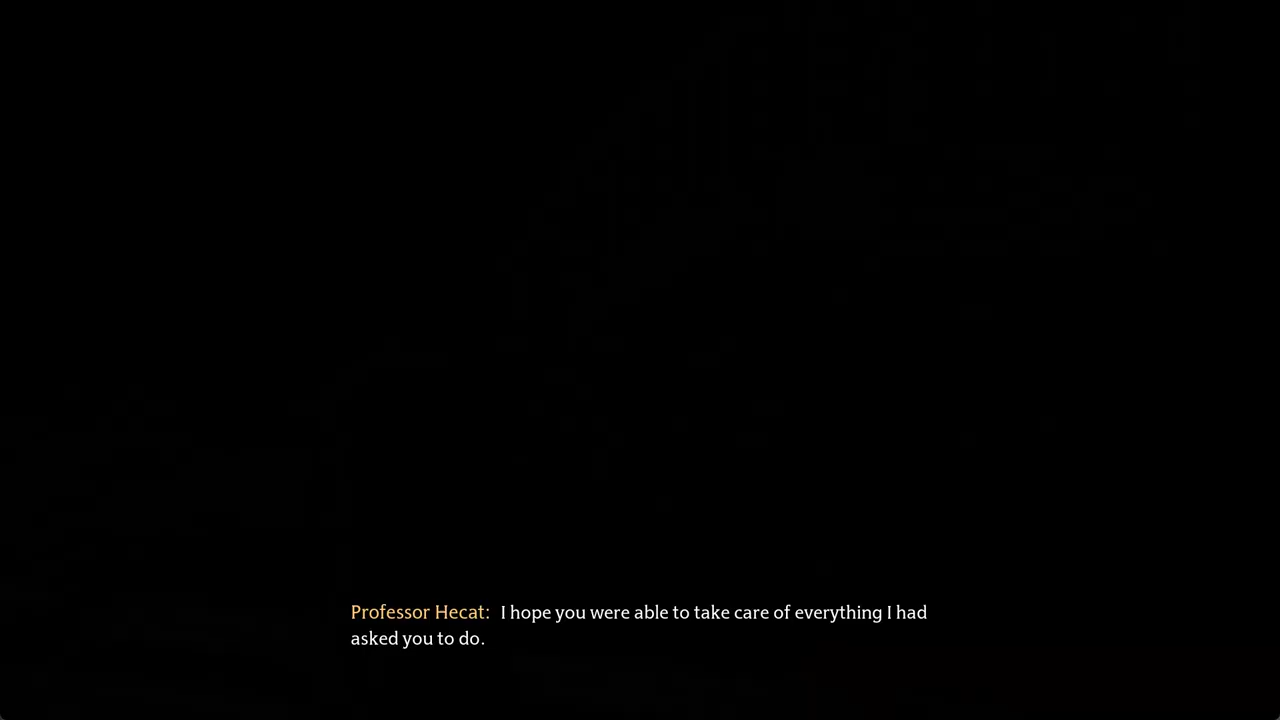 Professor Hecat: I hope you were able to take care of everything I had
asked you to do.